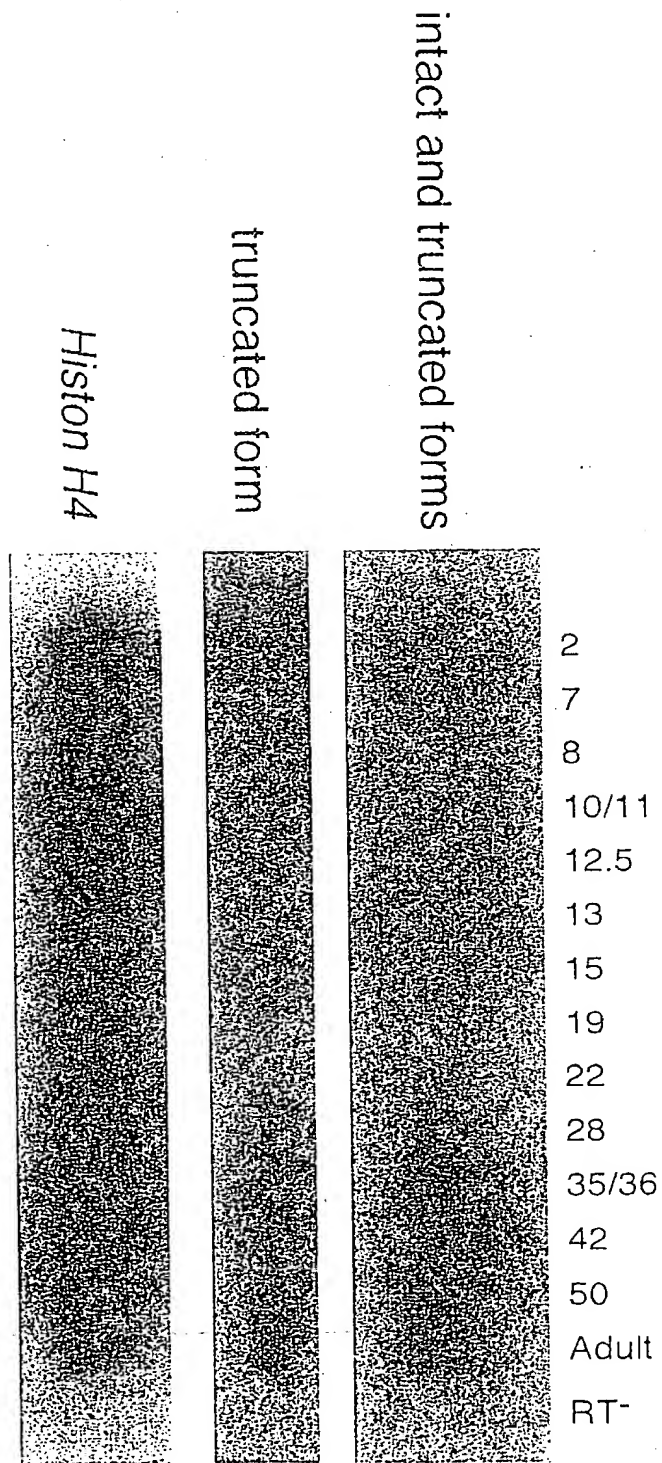 intact and truncated forms
truncated form
Histon H4
2
7
8
10/11
12.5
13
15
19
22
28
35/36
42
50
Adult
RT-